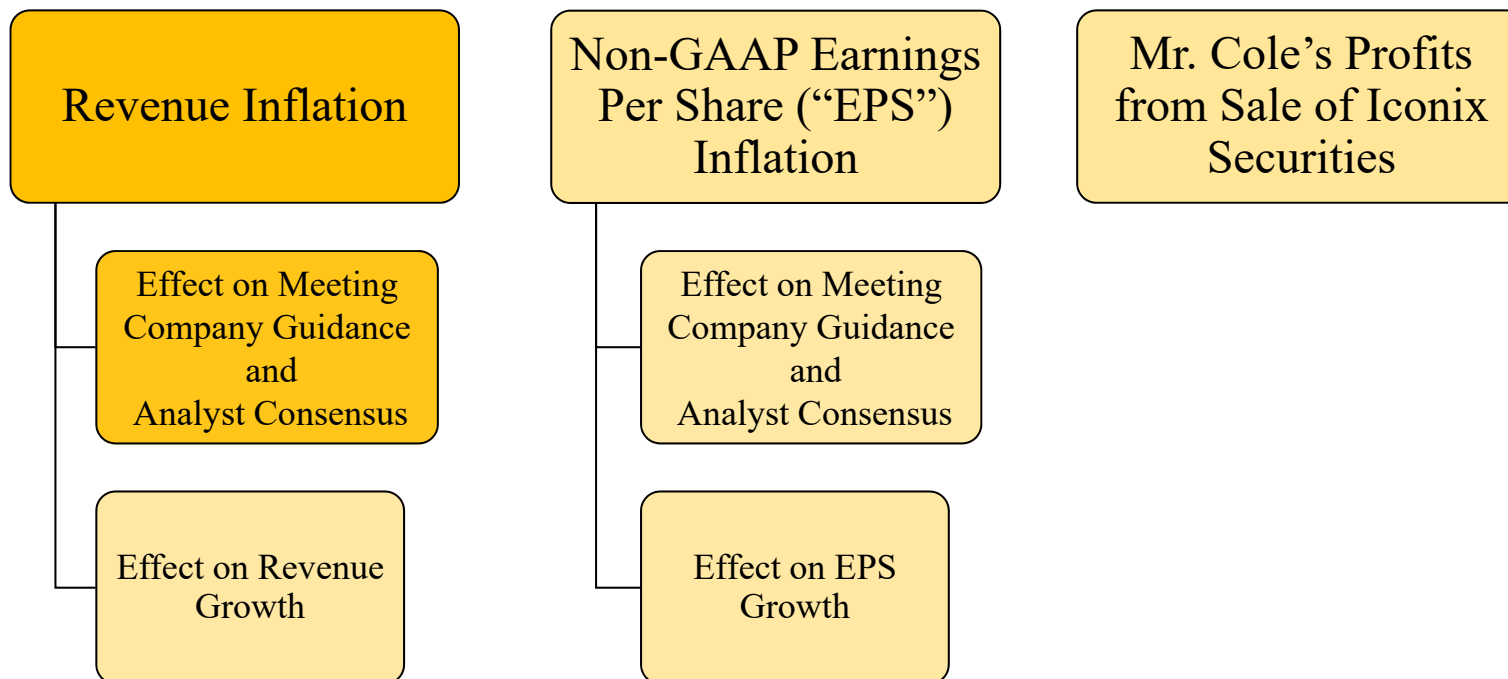 Revenue Inflation
Effect on Meeting
Company Guidance
and
Analyst Consensus
Effect on Revenue
Growth
Non-GAAP Earnings
Per Share (“EPS”)
Inflation
Effect on Meeting
Company Guidance
and
Analyst Consensus
Effect on EPS
Growth
Mr. Cole’s Profits
from Sale of Iconix
Securities